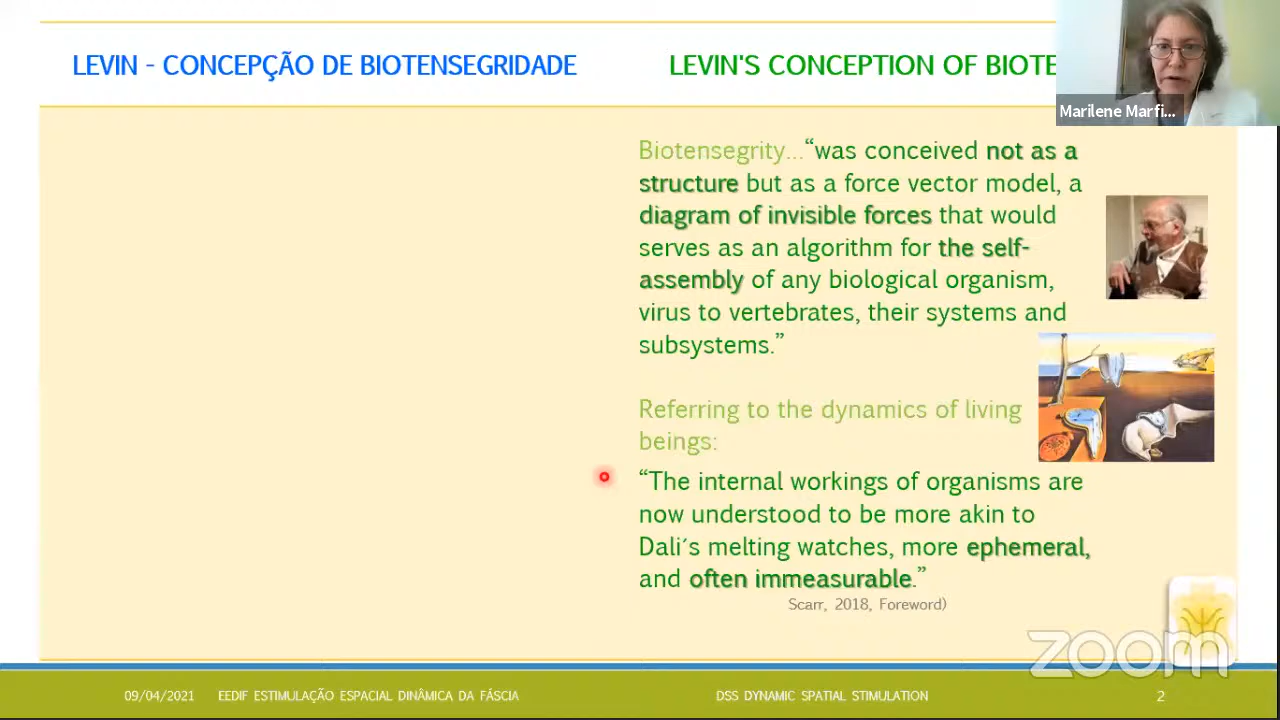 LEVIN - CONCEPÇÃO DE BIOTENSEGRIDADE
LEVIN'S CONCEPTION OF BIOTE
Marilene Marfi...
Biotensegrity...“was conceived not as a
structure but as a force vector model, a
diagram of invisible forces that would
serves as an algorithm for the self-
assembly of any biological organism,
virus to vertebrates, their systems and
subsystems.”
Referring to the dynamics of living
beings:
“The internal workings of organisms are
now understood to be more akin to
Dali´s melting watches, more ephemeral,
and often immeasurable.”
Scarr, 2018, Foreword)
zoom
09/04/2021 EEDIF ESTIMULAÇÃO ESPACIAL DINÂMICA DA FÁSCIA DSS DYNAMIC SPATIAL STIMULATION 2